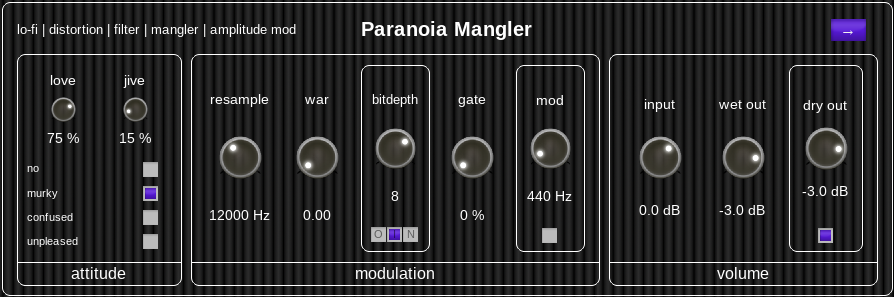 lo-fi | distortion | filter | mangler | amplitude mod
Paranoia Mangler
→
love
jive
75 %
15 %
no
murky
confused
unpleased
attitude
resample
war
bitdepth
gate
mod
12000 Hz
0.00
8
0 %
440 Hz
O
N
modulation
input
wet out
dry out
0.0 dB
-3.0 dB
-3.0 dB
volume